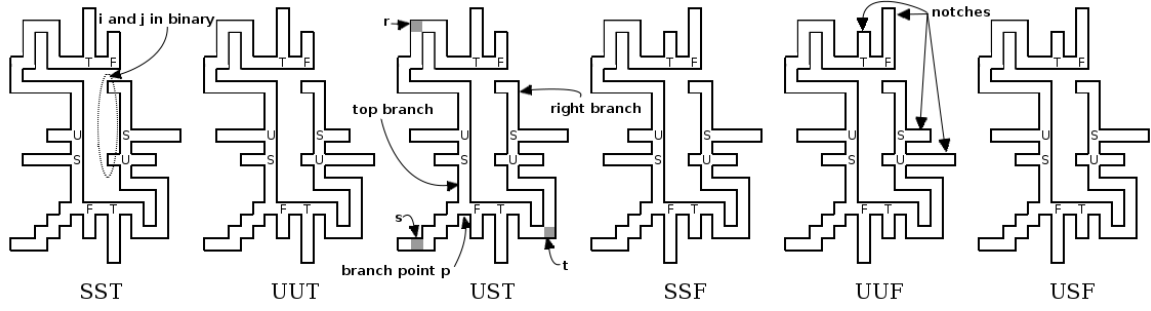 i and j in binary
r
notches
T F
T F
T F
T F
T F
T F
top branch
right branch
U S
U S
U S
U S
U S
U S
S U
S U
S U
S U
S U
S U
s
F T
F T
F T
F T
F T
F T
branch point p
t
SST
UUT
UST
SSF
UUF
USF